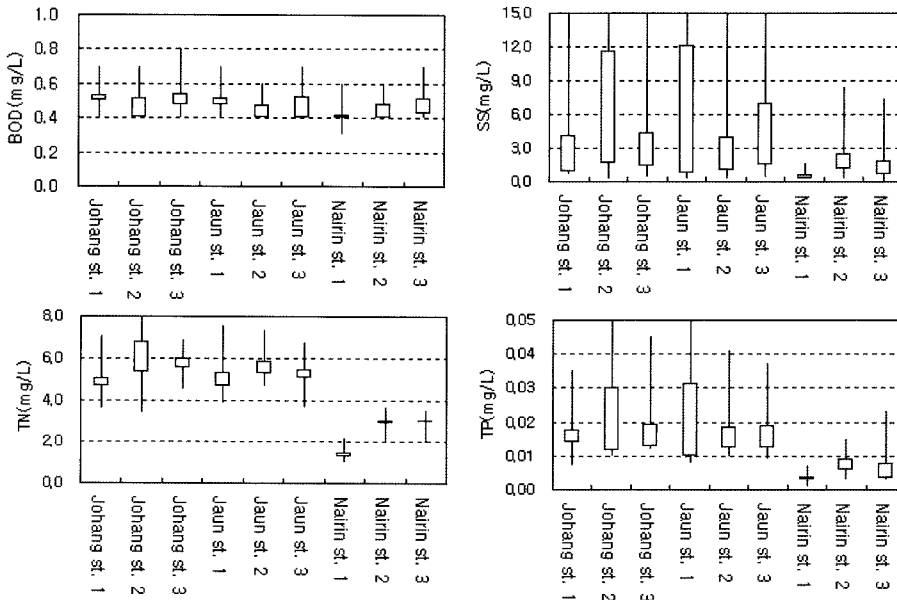 BOD(mg/L)
1.0
0.8
0.6
0.4
0.2
0.0
Johang st. 1
Johang st. 2
Johang st. 3
Jaun st. 1
Jaun st. 2
Jaun st. 3
Nairin st. 1
Nairin st. 2
Nairin st. 3
SS(mg/L)
15,0
12,0
9,0
6,0
3,0
0,0
Johang st. 1
Johang st. 2
Johang st. 3
Jaun st. 1
Jaun st. 2
Jaun st. 3
Nairin st. 1
Nairin st. 2
Nairin st. 3
TN(mg/L)
8,0
6,0
4,0
2,0
0,0
Johang st. 1
Johang st. 2
Johang st. 3
Jaun st. 1
Jaun st. 2
Jaun st. 3
Nairin st. 1
Nairin st. 2
Nairin st. 3
TP(mg/L)
0,05
0,04
0,03
0,02
0,01
0,00
Johang st. 1
Johang st. 2
Johang st. 3
Jaun st. 1
Jaun st. 2
Jaun st. 3
Nairin st. 1
Nairin st. 2
Nairin st. 3